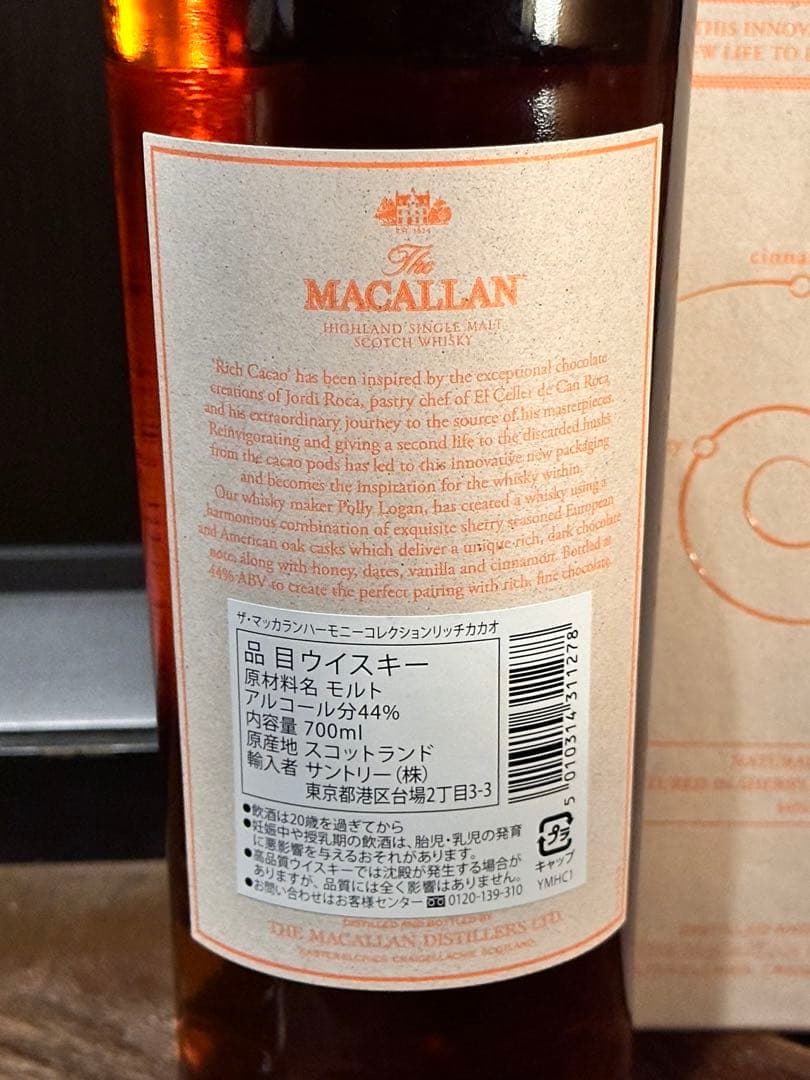 EST. 1824
The
MACALLAN
HIGHLAND SINGLE MALT
SCOTCH WHISKY
'Rich Cacao' has been inspired by the exceptional chocolate
creations of Jordi Roca, pastry chef of El Celler de Can Roca,
and his extraordinary journey to the source of his masterpieces.
Reinvigorating and giving a second life to the discarded husks
from the cacao pods has led to this innovative new packaging
and becomes the inspiration for the whisky within.
Our whisky maker Polly Logan, has created a whisky using a
harmonious combination of exquisite sherry seasoned European
and American oak casks which deliver a unique rich, dark chocolate
note, along with honey, dates, vanilla and cinnamon. Bottled at
44% ABV to create the perfect pairing with rich, fine chocolate.
ザ・マッカランハーモニーコレクションリッチカカオ
品 目ウイスキー
原材料名 モルト
アルコール分44%
内容量 700ml
原産地 スコットランド
輸入者 サントリー(株)
東京都港区台場2丁目3-3
5 010314 311278
●飲酒は20歳を過ぎてから
●妊娠中や授乳期の飲酒は、胎児・乳児の発育
に悪影響を与えるおそれがあります。
●高品質ウイスキーでは沈殿が発生する場合が
ありますが、品質には全く影響はありません。
●お問い合わせはお客様センター 0120-139-310
プラ
キャップ
YMHC1
DISTILLED AND BOTTLED BY
THE MACALLAN DISTILLERS LTD.
EASTER ELCHIES, CRAIGELLACHIE, SCOTLAND
THIS INNOV
W LIFE TO
cinna
NATURA